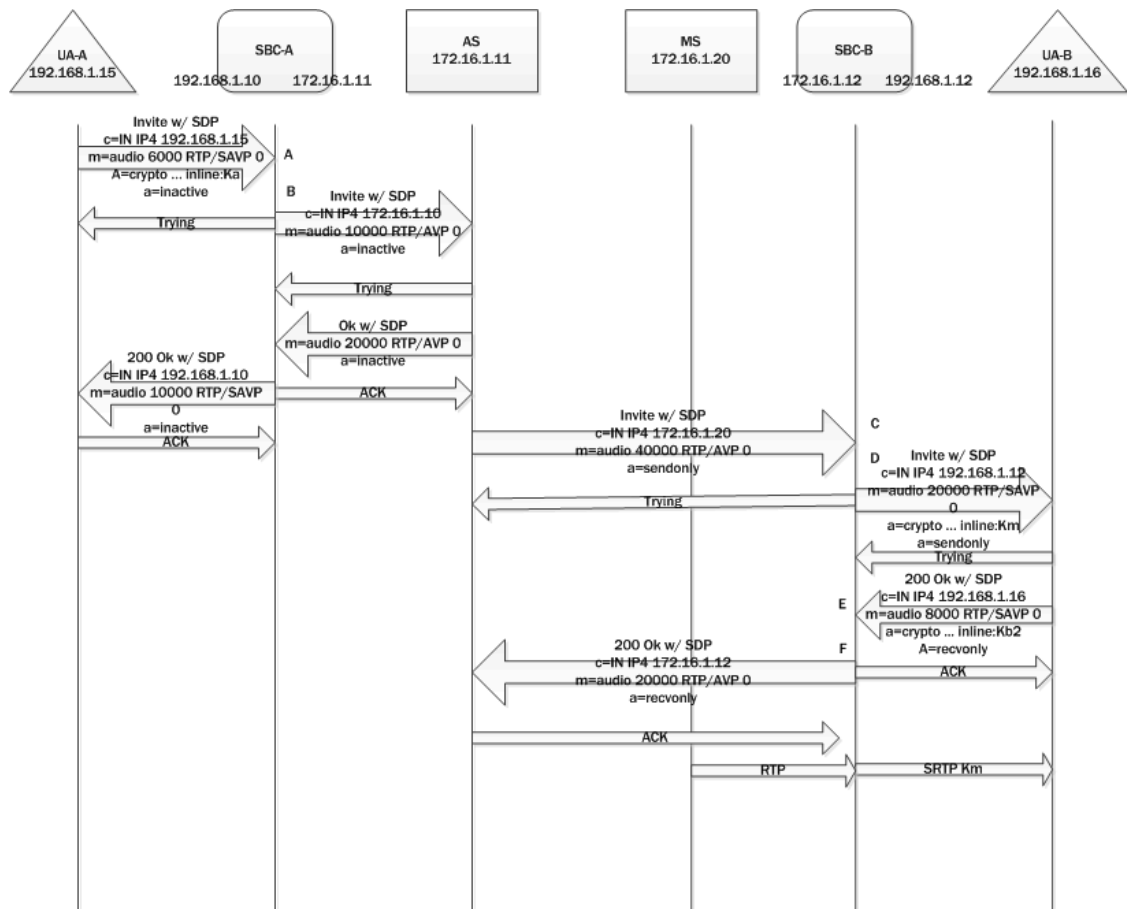 UA-A
192.168.1.15
SBC-A
192.168.1.10 172.16.1.11
AS
172.16.1.11
MS
172.16.1.20
SBC-B
172.16.1.12 192.168.1.12
UA-B
192.168.1.16
Invite w/ SDP
c=IN IP4 192.168.1.15
m=audio 6000 RTP/SAVP 0
A=crypto ... inline:Ka
a=inactive
A
B
Invite w/ SDP
c=IN IP4 172.16.1.10
m=audio 10000 RTP/AVP 0
a=inactive
Trying
Trying
Ok w/ SDP
m=audio 20000 RTP/AVP 0
a=inactive
200 Ok w/ SDP
c=IN IP4 192.168.1.10
m=audio 10000 RTP/SAVP
0
a=inactive
ACK
ACK
Invite w/ SDP
c=IN IP4 172.16.1.20
m=audio 40000 RTP/AVP 0
a=sendonly
C
D
Invite w/ SDP
c=IN IP4 192.168.1.12
m=audio 20000 RTP/SAVP
0
a=crypto ... inline:Km
a=sendonly
Trying
Trying
200 Ok w/ SDP
c=IN IP4 192.168.1.16
m=audio 8000 RTP/SAVP 0
a=crypto ... inline:Kb2
A=recvonly
E
F
200 Ok w/ SDP
c=IN IP4 172.16.1.12
m=audio 20000 RTP/AVP 0
a=recvonly
ACK
ACK
RTP
SRTP Km